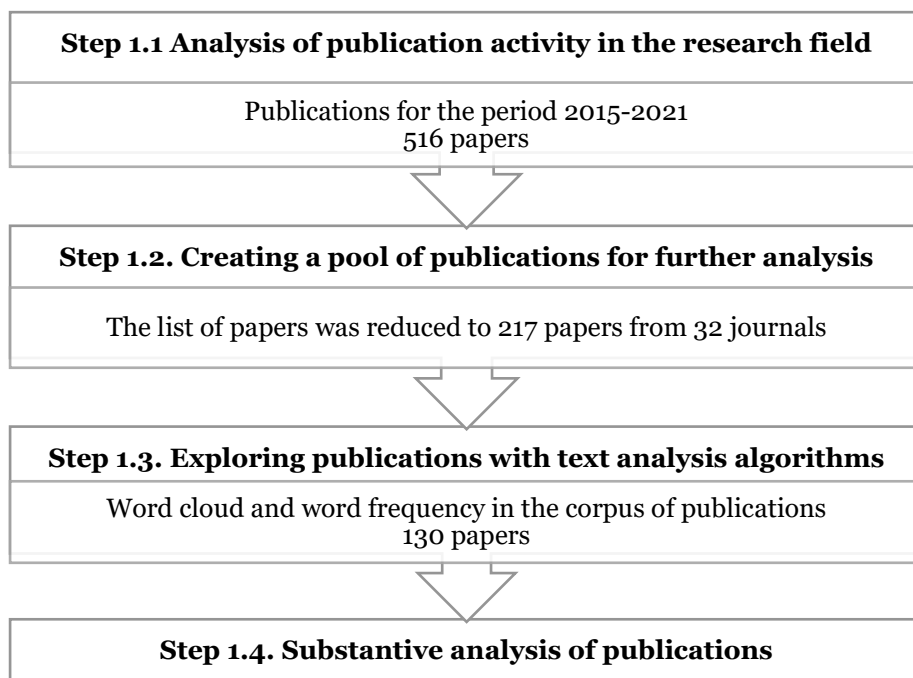 Step 1.1 Analysis of publication activity in the research field
Publications for the period 2015-2021
516 papers
Step 1.2. Creating a pool of publications for further analysis
The list of papers was reduced to 217 papers from 32 journals
Step 1.3. Exploring publications with text analysis algorithms
Word cloud and word frequency in the corpus of publications
130 papers
Step 1.4. Substantive analysis of publications